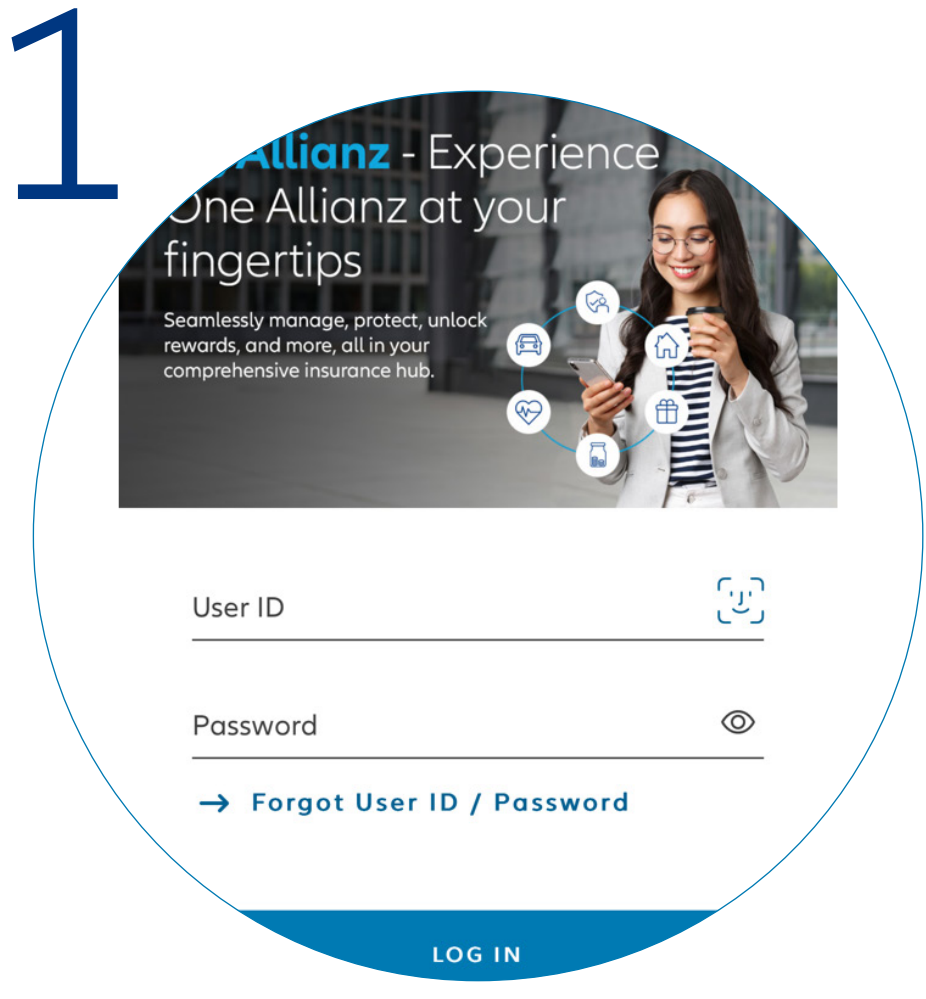 1
Allianz - Experience
One Allianz at your
fingertips
Seamlessly manage, protect, unlock
rewards, and more, all in your
comprehensive insurance hub.
User ID
Password
→ Forgot User ID / Password
LOG IN